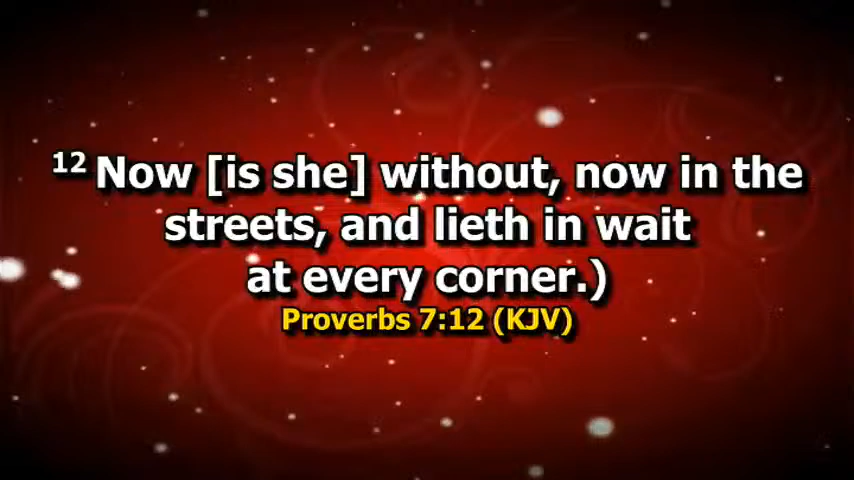 12 Now [is she] without, now in the
streets, and lieth in wait
at every corner.)
Proverbs 7:12 (KJV)